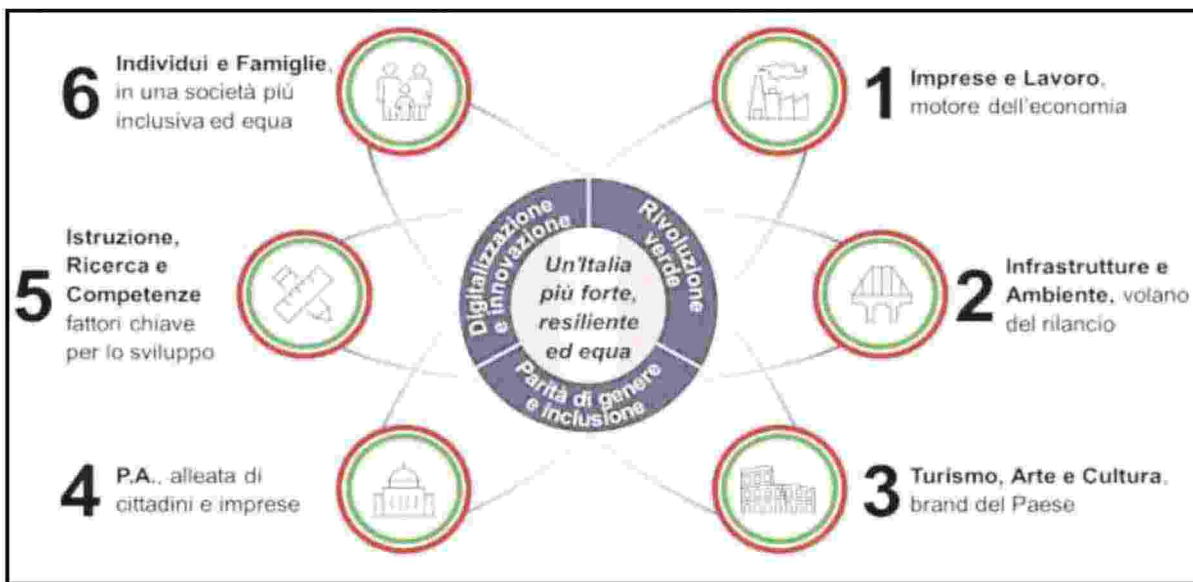 6
Individui e Famiglie,
in una società più
inclusiva ed equa
1
Imprese e Lavoro,
motore dell'economia
5
Istruzione,
Ricerca e
Competenze
fattori chiave
per lo sviluppo
Digitalizzazione
e innovazione
Rivoluzione
verde
Un'Italia
più forte,
resiliente
ed equa
Parità di genere
e inclusione
2
Infrastrutture e
Ambiente, volano
del rilancio
4
P.A., alleata di
cittadini e imprese
3
Turismo, Arte e Cultura,
brand del Paese